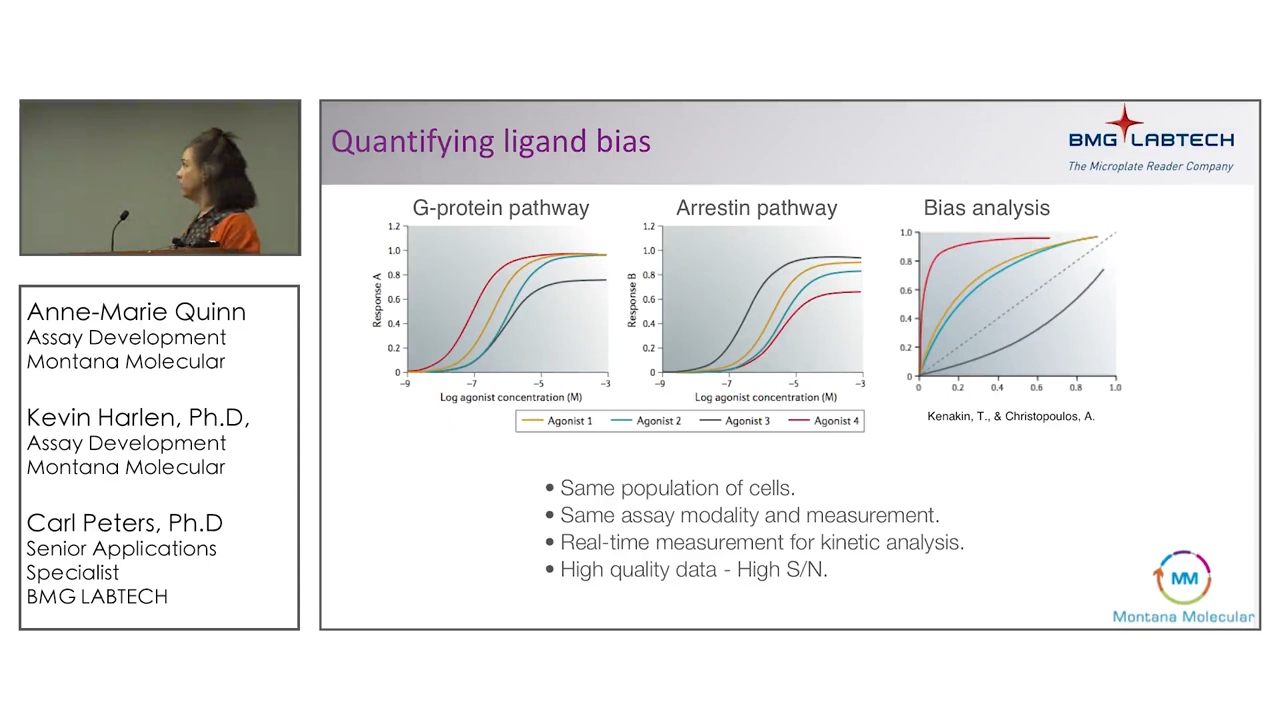 Quantifying ligand bias
BMG LABTECH
The Microplate Reader Company
Anne-Marie Quinn
Assay Development
Montana Molecular
Kevin Harlen, Ph.D,
Assay Development
Montana Molecular
Carl Peters, Ph.D
Senior Applications
Specialist
BMG LABTECH
G-protein pathway
1.2
1.0
0.8
0.6
0.4
0.2
0
Response A
−9
−7
−5
−3
Log agonist concentration (M)
Arrestin pathway
1.2
1.0
0.8
0.6
0.4
0.2
0
Response B
−9
−7
−5
−3
Log agonist concentration (M)
Agonist 1
Agonist 2
Agonist 3
Agonist 4
Bias analysis
1.0
0.8
0.6
0.4
0.2
0
0
0.2
0.4
0.6
0.8
1.0
Kenakin, T., & Christopoulos, A.
• Same population of cells.
• Same assay modality and measurement.
• Real-time measurement for kinetic analysis.
• High quality data - High S/N.
MM
Montana Molecular